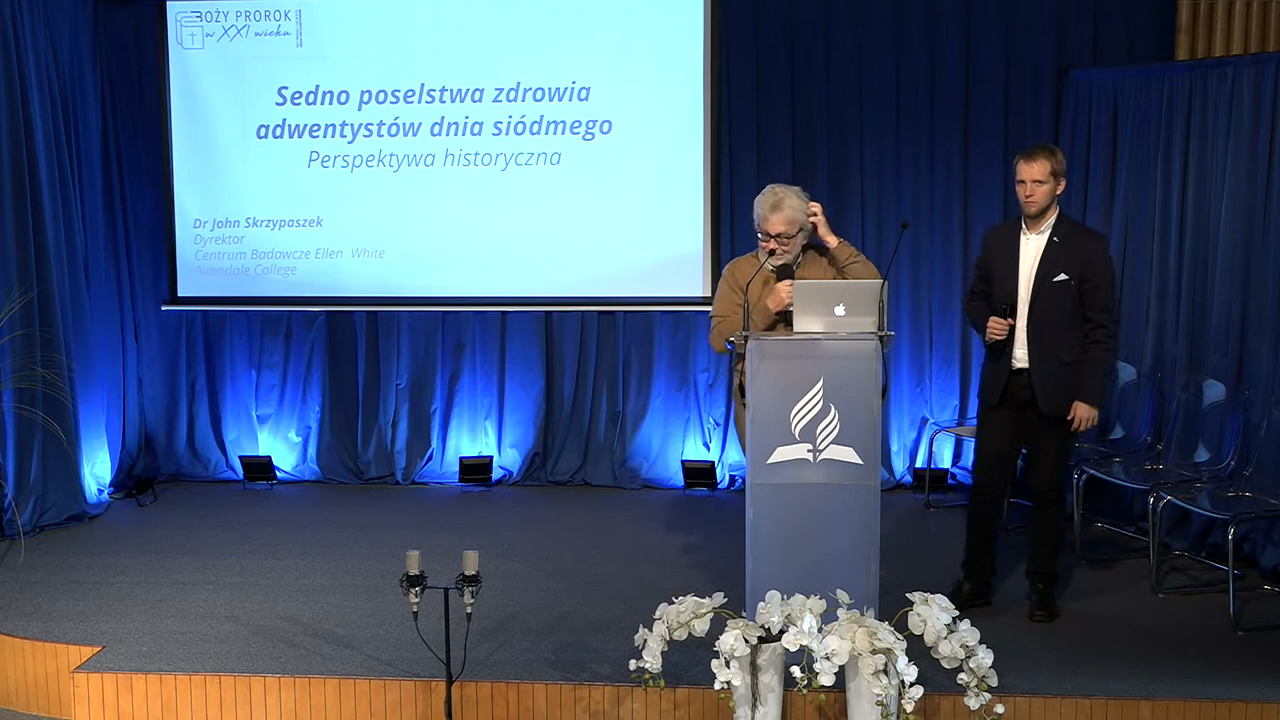 BOŻY PROROK
w XXI wieku
Sedno poselstwa zdrowia
adwentystów dnia siódmego
Perspektywa historyczna
Dr John Skrzypaszek
Dyrektor
Centrum Badawcze Ellen White
Avondale College